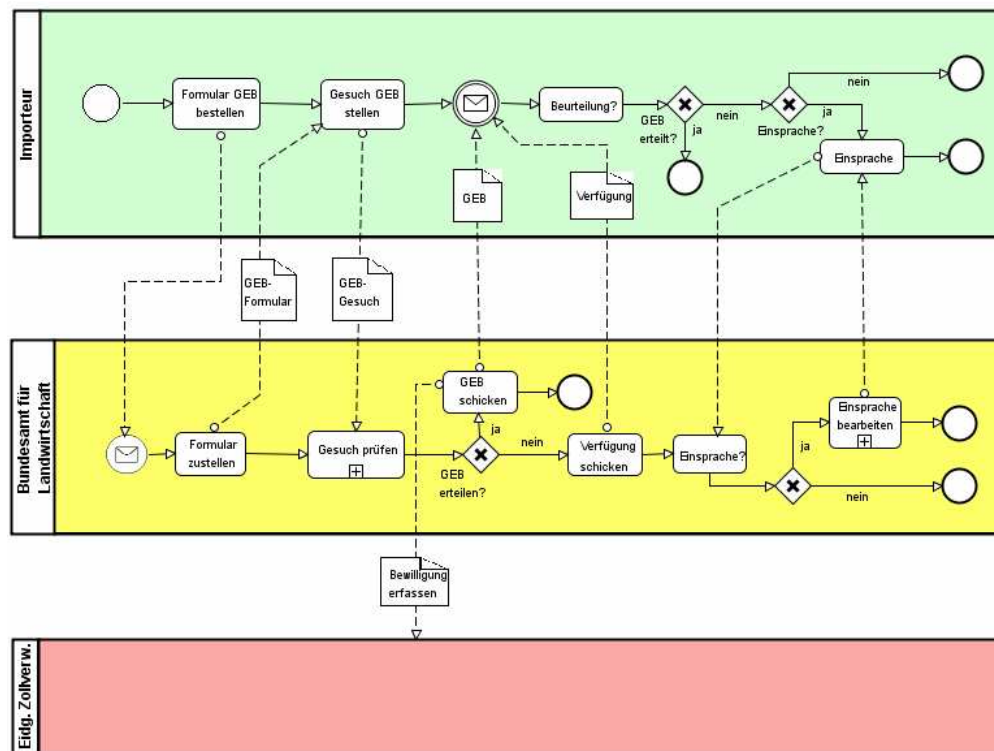 Importeur
Formular GEB
bestellen
Gesuch GEB
stellen
Beurteilung?
GEB
erteilt?
nein
ja
Einsprache?
nein
ja
Einsprache
GEB
Verfügung
GEB-
Formular
GEB-
Gesuch
Bundesamt für
Landwirtschaft
Formular
zustellen
Gesuch prüfen
GEB
schicken
ja
nein
GEB
erteilen?
Verfügung
schicken
Einsprache?
ja
nein
Einsprache
bearbeiten
Bewilligung
erfassen
Eidg. Zollverw.